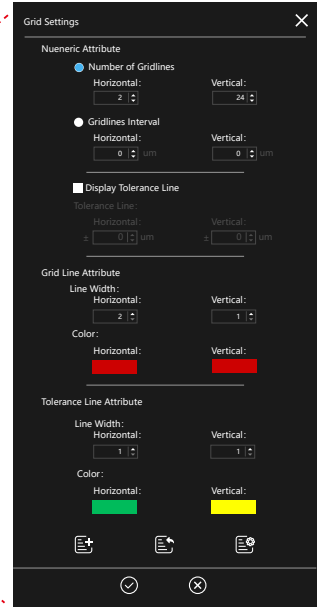 Grid Settings
Nueneric Attribute
Number of Gridlines
Horizontal: Vertical:
2 24
Gridlines Interval
Horizontal: Vertical:
0 um 0 um
Display Tolerance Line
Tolerance Line:
Horizontal: Vertical:
± 0 um ± 0 um
Grid Line Attribute
Line Width:
Horizontal: Vertical:
2 1
Color:
Horizontal: Vertical:
Tolerance Line Attribute
Line Width:
Horizontal: Vertical:
1 1
Color:
Horizontal: Vertical: